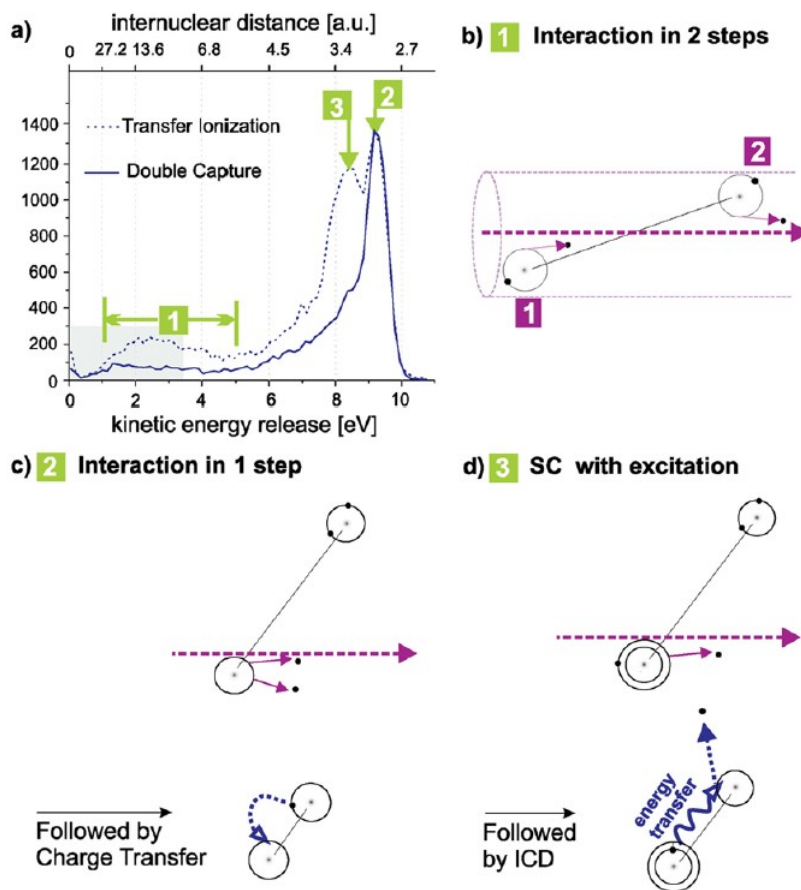 a)
internuclear distance [a.u.]
0 27.2 13.6 6.8 4.5 3.4 2.7
1400
1200
1000
800
600
400
200
0
Transfer Ionization
Double Capture
3
2
1
0 2 4 6 8 10
kinetic energy release [eV]
b) 1 Interaction in 2 steps
2
1
c) 2 Interaction in 1 step
Followed by
Charge Transfer
d) 3 SC with excitation
energy
transfer
Followed
by ICD